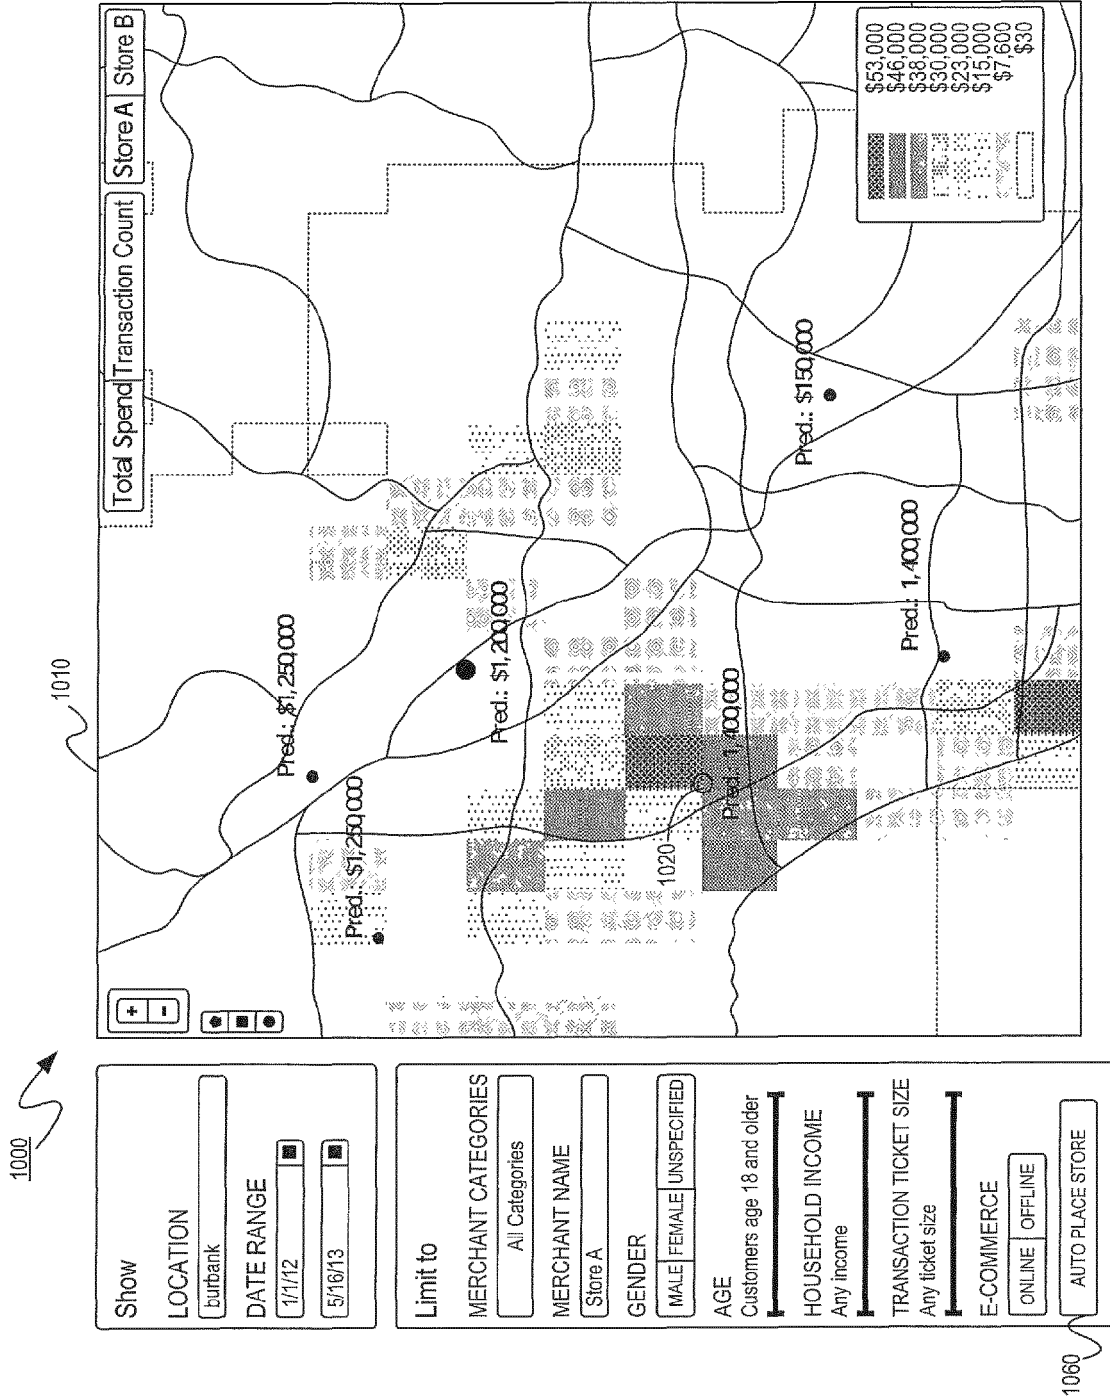 1000
Show
LOCATION
burbank
DATE RANGE
1/1/12
5/16/13
Limit to
MERCHANT CATEGORIES
All Categories
MERCHANT NAME
Store A
GENDER
MALE FEMALE UNSPECIFIED
AGE
Customers age 18 and older
HOUSEHOLD INCOME
Any income
TRANSACTION TICKET SIZE
Any ticket size
E-COMMERCE
ONLINE OFFLINE
AUTO PLACE STORE
1060
1010
+
-
Total Spend Transaction Count Store A Store B
Pred.: $1,250,000
Pred.: $1,250,000
Pred.: $1,200,000
1020
Pred.: 1,400,000
Pred.: $150,000
Pred.: 1,400,000
$53,000
$46,000
$38,000
$30,000
$23,000
$15,000
$7,600
$30